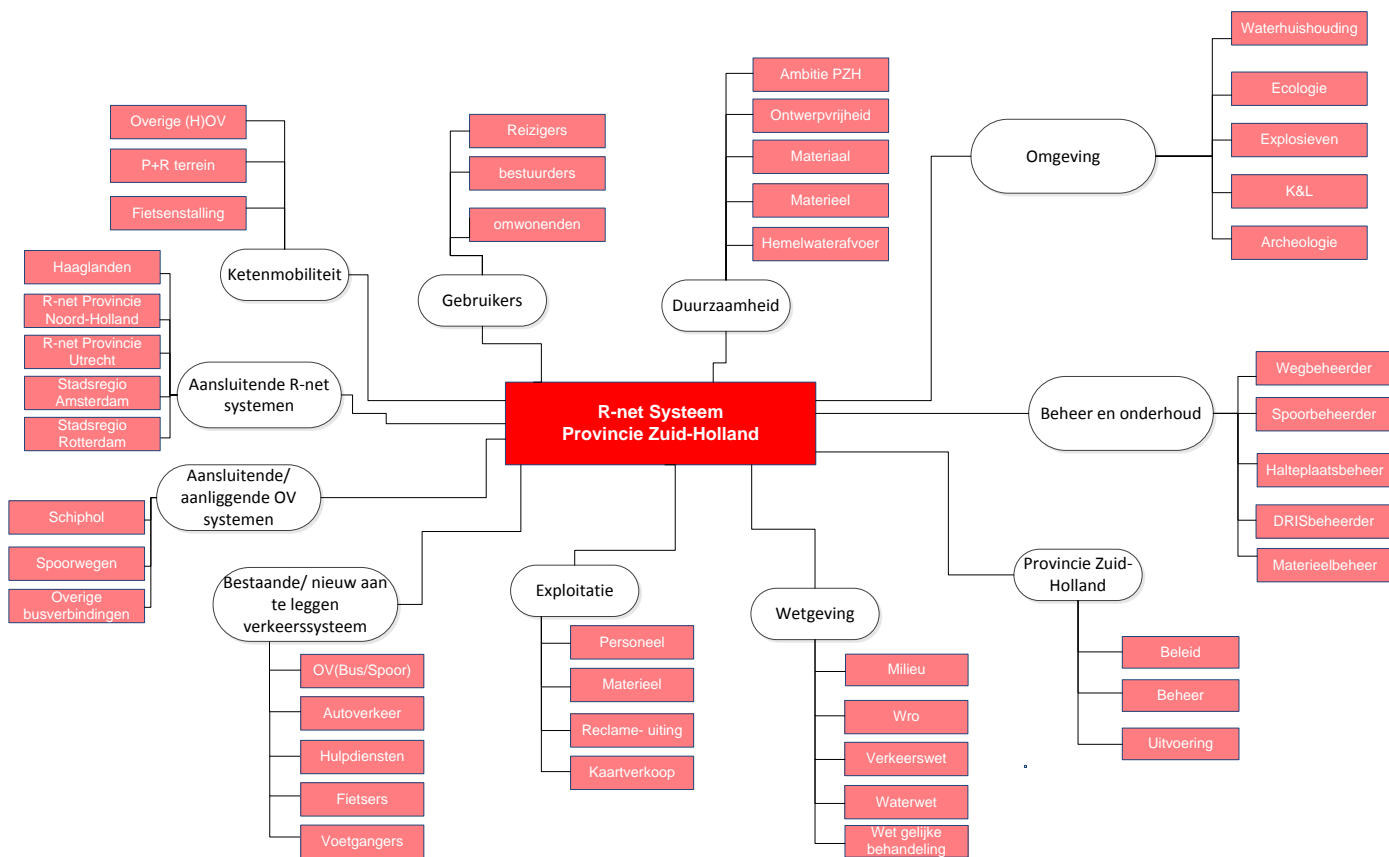 Overige (H)OV
P+R terrein
Fietsenstalling
Ketenmobiliteit
Reizigers
bestuurders
omwonenden
Gebruikers
Ambitie PZH
Ontwerpvrijheid
Materiaal
Materieel
Hemelwaterafvoer
Duurzaamheid
Waterhuishouding
Ecologie
Explosieven
K&L
Archeologie
Omgeving
Haaglanden
R-net Provincie
Noord-Holland
R-net Provincie
Utrecht
Stadsregio
Amsterdam
Stadsregio
Rotterdam
Aansluitende R-net
systemen
R-net Systeem
Provincie Zuid-Holland
Beheer en onderhoud
Wegbeheerder
Spoorbeheerder
Halteplaatsbeheer
DRISbeheerder
Materieelbeheer
Aansluitende/
aanliggende OV
systemen
Schiphol
Spoorwegen
Overige
busverbindingen
Bestaande/ nieuw aan
te leggen
verkeerssysteem
OV(Bus/Spoor)
Autoverkeer
Hulpdiensten
Fietsers
Voetgangers
Exploitatie
Personeel
Materieel
Reclame- uiting
Kaartverkoop
Wetgeving
Milieu
Wro
Verkeerswet
Waterwet
Wet gelijke
behandeling
Provincie Zuid-
Holland
Beleid
Beheer
Uitvoering